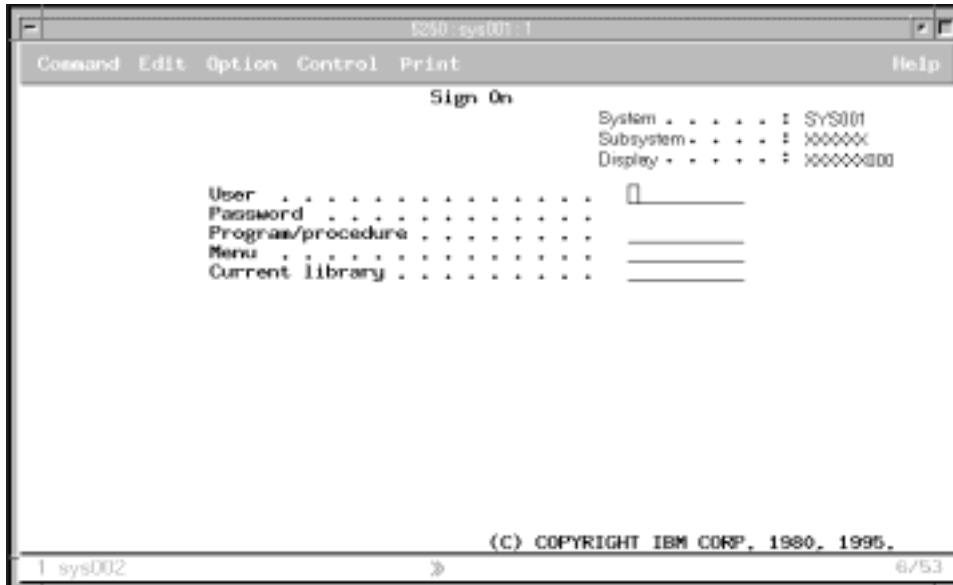 5250:sys001:1
Command Edit Option Control Print Help
Sign On
System . . . . . : SYS001
Subsystem . . . . : XXXXXX
Display . . . . . : XXXXXX000
User . . . . . . . . . . . . . .
Password . . . . . . . . . . . .
Program/procedure . . . . . . . .
Menu . . . . . . . . . . . . . .
Current library . . . . . . . . .
(C) COPYRIGHT IBM CORP. 1980, 1995.
1 sys002 » 6/53